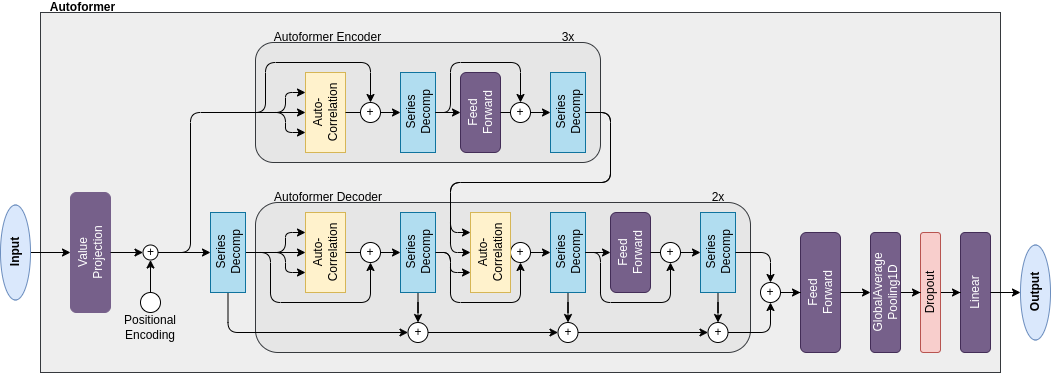 Autoformer
Autoformer Encoder
3x
Auto-
Correlation
+
Series
Decomp
Feed
Forward
+
Series
Decomp
Autoformer Decoder
2x
Input
Value
Projection
+
Positional
Encoding
Series
Decomp
Auto-
Correlation
+
Series
Decomp
Auto-
Correlation
+
Series
Decomp
Feed
Forward
+
Series
Decomp
+
+
+
+
Feed
Forward
GlobalAverage
Pooling1D
Dropout
Linear
Output